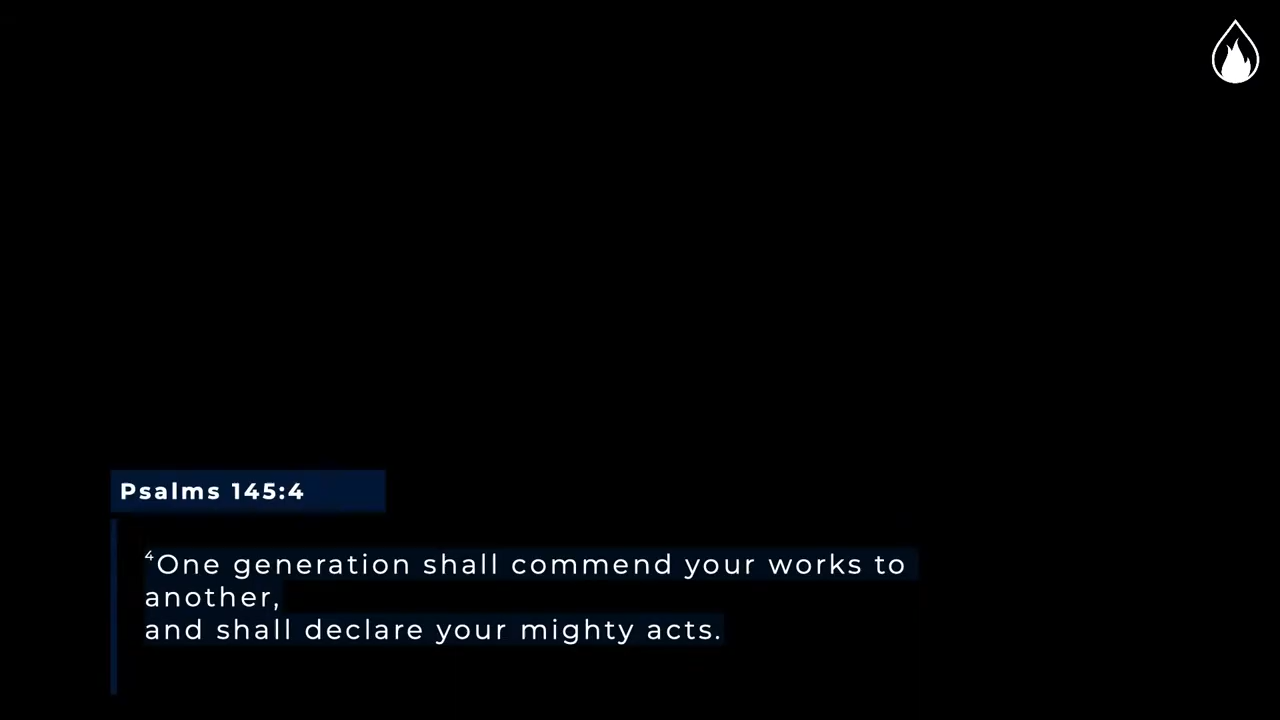 Psalms 145:4
⁴One generation shall commend your works to
another,
and shall declare your mighty acts.